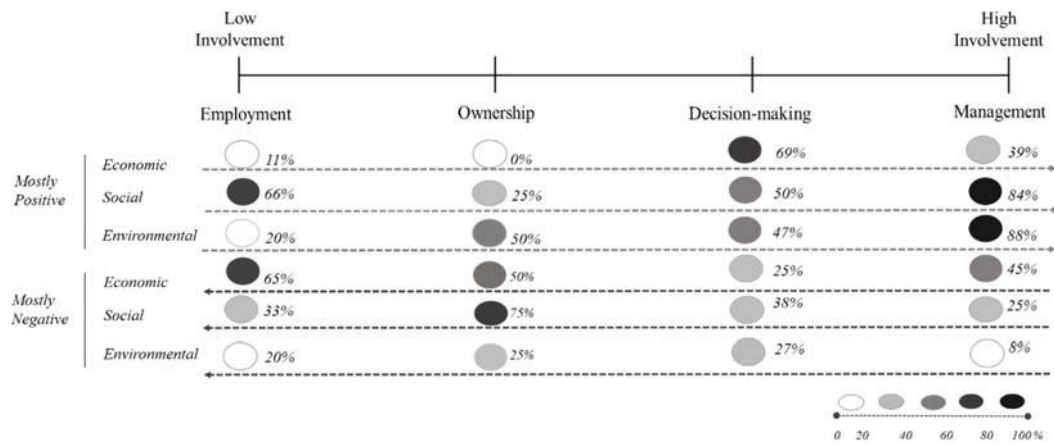 Low
Involvement
High
Involvement
Employment Ownership Decision-making Management
Mostly
Positive
Economic 11% 0% 69% 39%
Social 66% 25% 50% 84%
Environmental 20% 50% 47% 88%
Mostly
Negative
Economic 65% 50% 25% 45%
Social 33% 75% 38% 25%
Environmental 20% 25% 27% 8%
0 20 40 60 80 100%